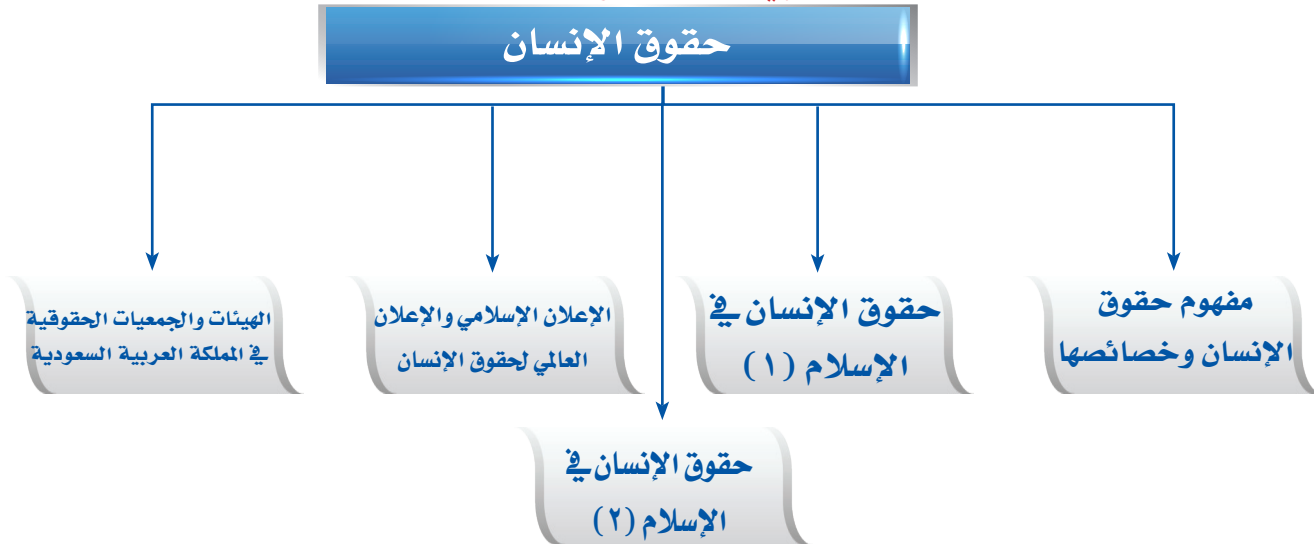 حقوق الإنسان
مفهوم حقوق
الإنسان وخصائصها
حقوق الإنسان في
الإسلام (١)
حقوق الإنسان في
الإسلام (٢)
الإعلان الإسلامي والإعلان
العالمي لحقوق الإنسان
الهيئات والجمعيات الحقوقية
في المملكة العربية السعودية